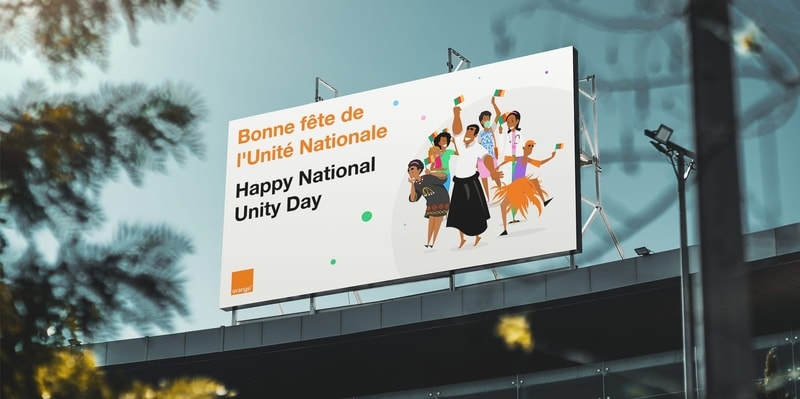 Bonne fête de
l'Unité Nationale
Happy National
Unity Day
orange